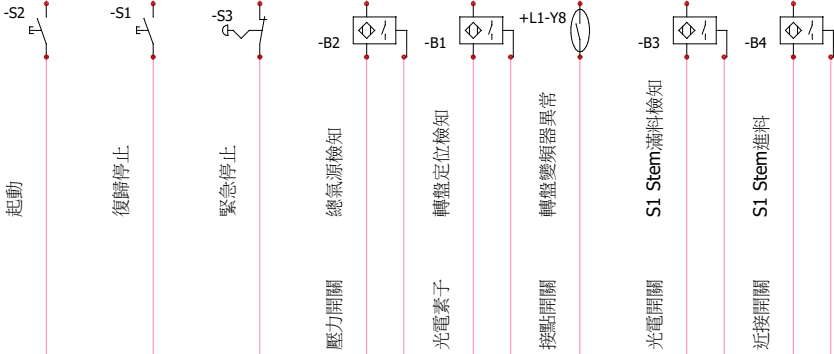 -S2
-S1
-S3
-B2
-B1
+L1-Y8
-B3
-B4
起動
復歸停止
緊急停止
總氣源檢知
轉盤定位檢知
轉盤變頻器異常
S1 Stem滿料檢知
S1 Stem進料
壓力開關
光電素子
接點開關
光電開關
近接開關